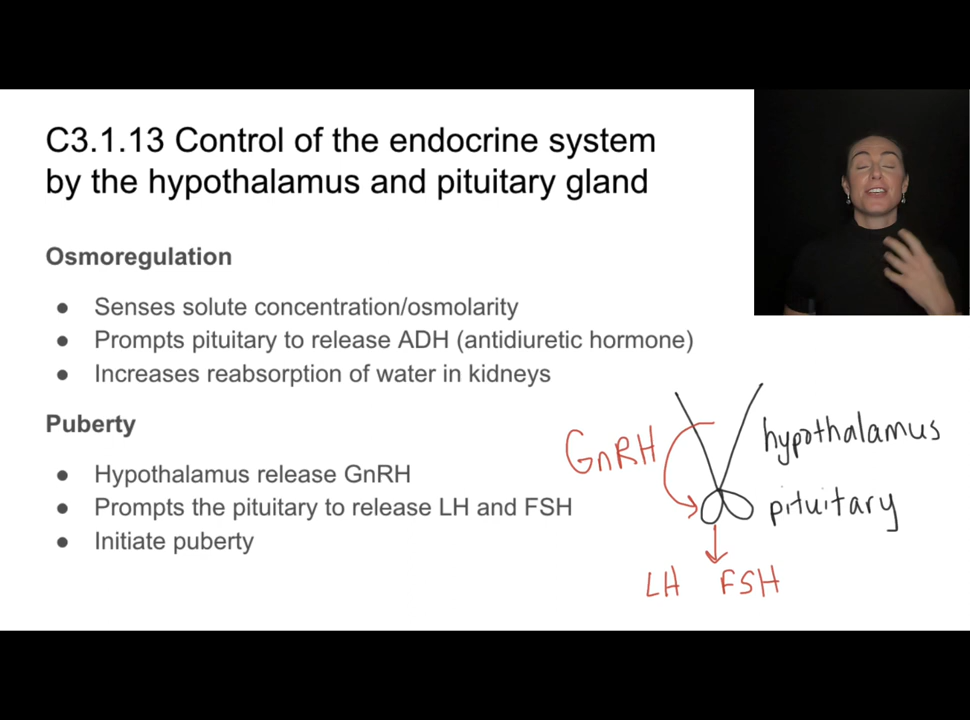 C3.1.13 Control of the endocrine system
by the hypothalamus and pituitary gland
Osmoregulation
● Senses solute concentration/osmolarity
● Prompts pituitary to release ADH (antidiuretic hormone)
● Increases reabsorption of water in kidneys
Puberty
● Hypothalamus release GnRH
● Prompts the pituitary to release LH and FSH
● Initiate puberty
GnRH
hypothalamus
pituitary
LH FSH